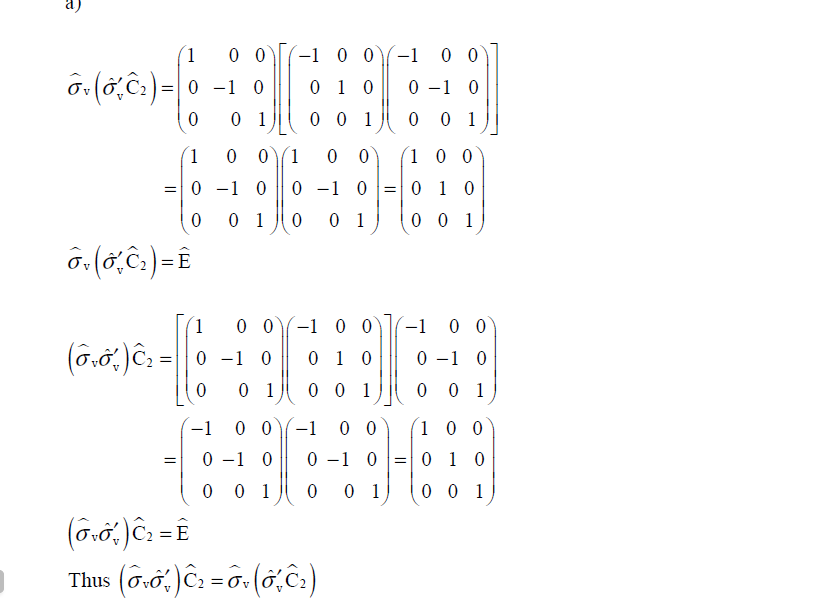 a)
σ̂ᵥ(σ̂ᵥ′Ĉ₂) = (1 0 0; 0 −1 0; 0 0 1)[(−1 0 0; 0 1 0; 0 0 1)(−1 0 0; 0 −1 0; 0 0 1)]
= (1 0 0; 0 −1 0; 0 0 1)(1 0 0; 0 −1 0; 0 0 1) = (1 0 0; 0 1 0; 0 0 1)
σ̂ᵥ(σ̂ᵥ′Ĉ₂) = Ê
(σ̂ᵥσ̂ᵥ′)Ĉ₂ = [(1 0 0; 0 −1 0; 0 0 1)(−1 0 0; 0 1 0; 0 0 1)](−1 0 0; 0 −1 0; 0 0 1)
= (−1 0 0; 0 −1 0; 0 0 1)(−1 0 0; 0 −1 0; 0 0 1) = (1 0 0; 0 1 0; 0 0 1)
(σ̂ᵥσ̂ᵥ′)Ĉ₂ = Ê
Thus (σ̂ᵥσ̂ᵥ′)Ĉ₂ = σ̂ᵥ(σ̂ᵥ′Ĉ₂)